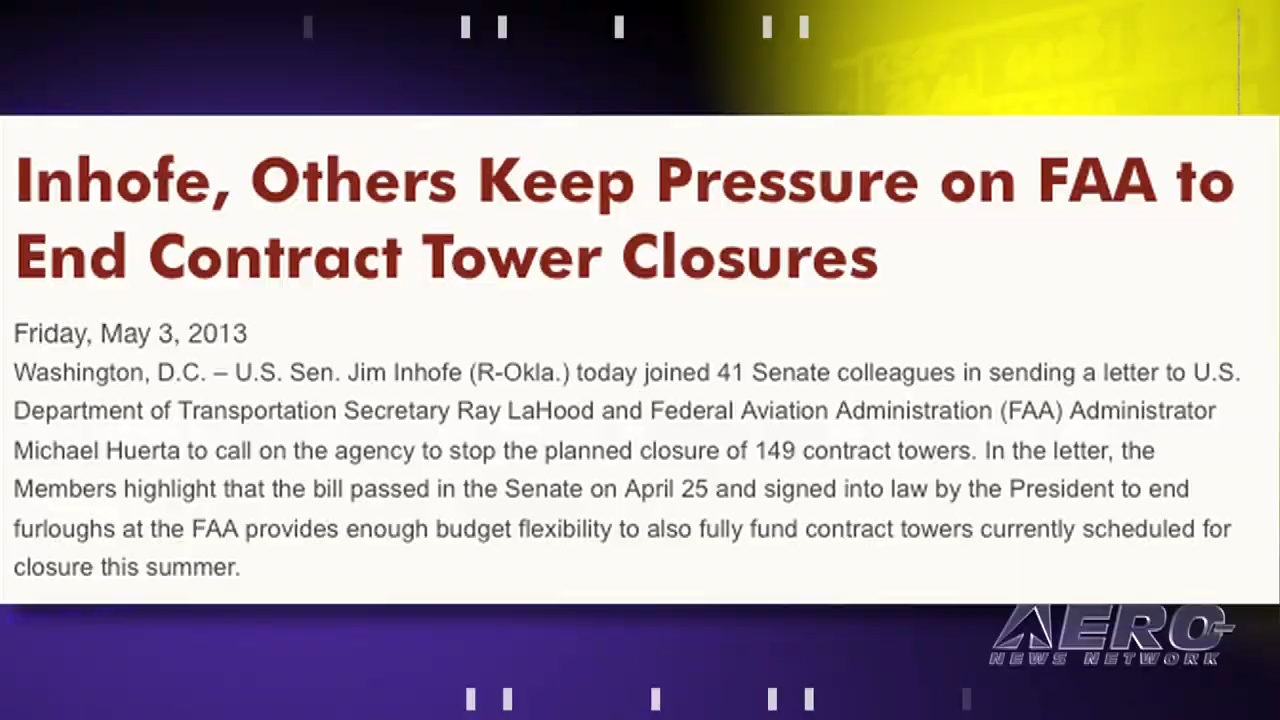 Inhofe, Others Keep Pressure on FAA to
End Contract Tower Closures
Friday, May 3, 2013
Washington, D.C. – U.S. Sen. Jim Inhofe (R-Okla.) today joined 41 Senate colleagues in sending a letter to U.S.
Department of Transportation Secretary Ray LaHood and Federal Aviation Administration (FAA) Administrator
Michael Huerta to call on the agency to stop the planned closure of 149 contract towers. In the letter, the
Members highlight that the bill passed in the Senate on April 25 and signed into law by the President to end
furloughs at the FAA provides enough budget flexibility to also fully fund contract towers currently scheduled for
closure this summer.
AERO
NEWS NETWORK